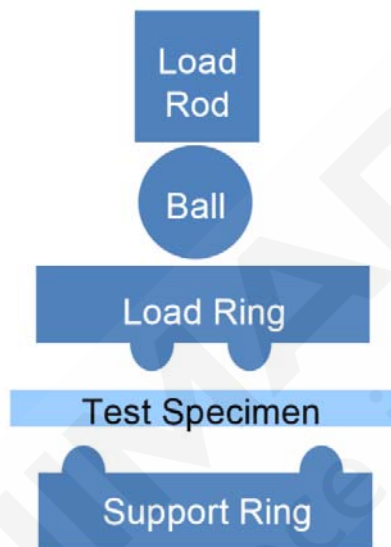 Load
Rod
Ball
Load Ring
Test Specimen
Support Ring